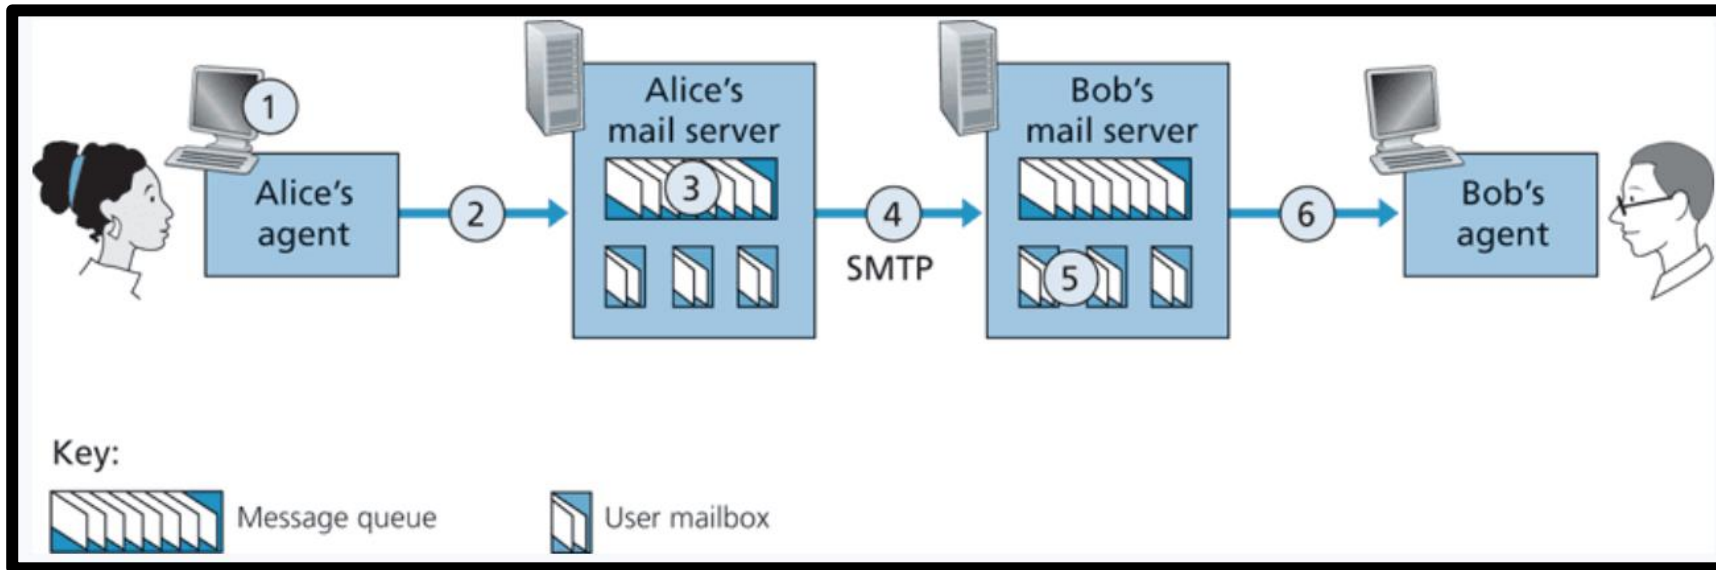 1
Alice's
agent
2
Alice's
mail server
3
4
SMTP
Bob's
mail server
5
6
Bob's
agent
Key:
Message queue
User mailbox